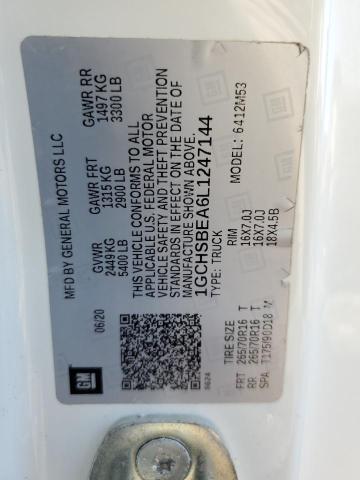 MFD BY GENERAL MOTORS LLC
06/20
GVWR
2449 KG
5400 LB
GAWR FRT
1315 KG
2900 LB
GAWR RR
1497 KG
3300 LB
THIS VEHICLE CONFORMS TO ALL
APPLICABLE U.S. FEDERAL MOTOR
VEHICLE SAFETY AND THEFT PREVENTION
STANDARDS IN EFFECT ON THE DATE OF
MANUFACTURE SHOWN ABOVE.
1GCHSBEA6L1247144
TYPE: TRUCK
MODEL: 6412M53
GM
9624
TIRE SIZE
RIM
FRT 265/70R16 T
16X7.0J
RR 265/70R16 T
16X7.0J
SPA T175/90D18 M
18X4.5B